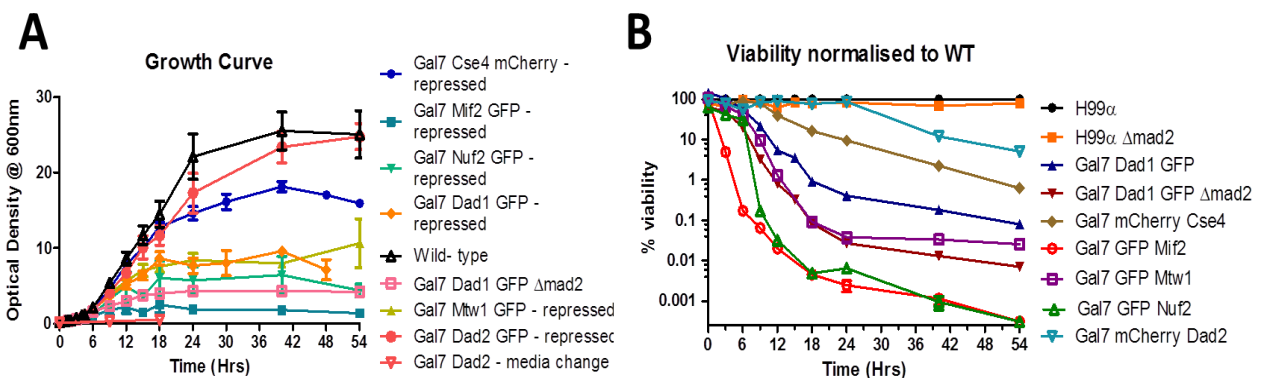 A
Growth Curve
Optical Density @ 600nm
30
20
10
0
0 6 12 18 24 30 36 42 48 54
Time (Hrs)
Gal7 Cse4 mCherry -
repressed
Gal7 Mif2 GFP -
repressed
Gal7 Nuf2 GFP -
repressed
Gal7 Dad1 GFP -
repressed
Wild- type
Gal7 Dad1 GFP Δmad2
Gal7 Mtw1 GFP - repressed
Gal7 Dad2 GFP - repressed
Gal7 Dad2 - media change
B
Viability normalised to WT
% viability
100
10
1
0.1
0.01
0.001
0 6 12 18 24 30 36 42 48 54
Time (Hrs)
H99α
H99α Δmad2
Gal7 Dad1 GFP
Gal7 Dad1 GFP Δmad2
Gal7 mCherry Cse4
Gal7 GFP Mif2
Gal7 GFP Mtw1
Gal7 GFP Nuf2
Gal7 mCherry Dad2